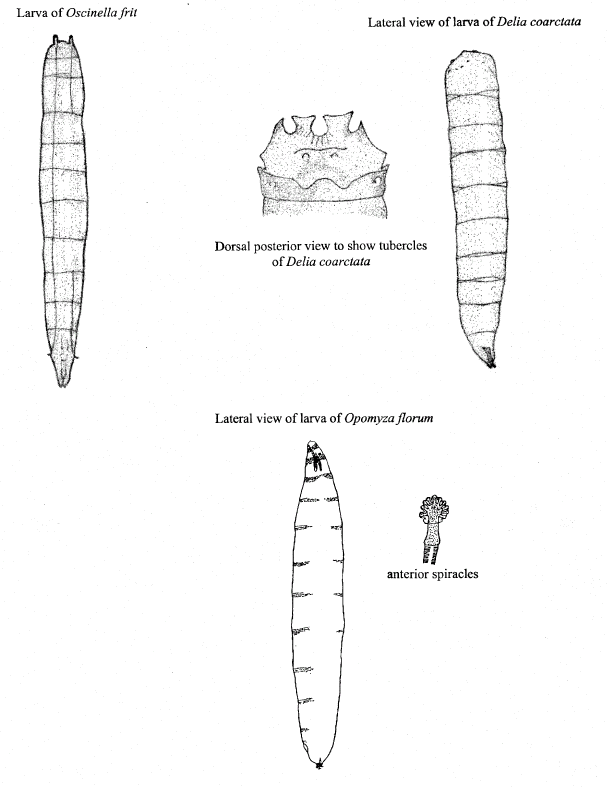 Larva of Oscinella frit
Lateral view of larva of Delia coarctata
Dorsal posterior view to show tubercles
of Delia coarctata
Lateral view of larva of Opomyza florum
anterior spiracles